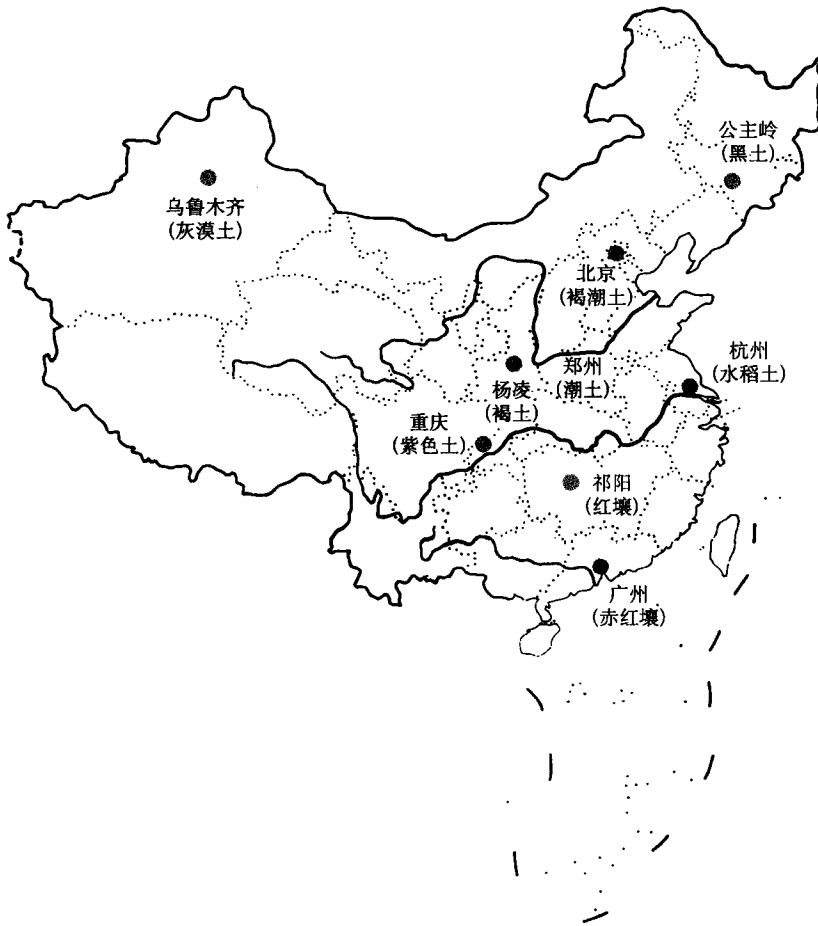 公主岭
(黑土)
乌鲁木齐
(灰漠土)
北京
(褐潮土)
杭州
(水稻土)
郑州
(潮土)
杨凌
(褐土)
重庆
(紫色土)
祁阳
(红壤)
广州
(赤红壤)